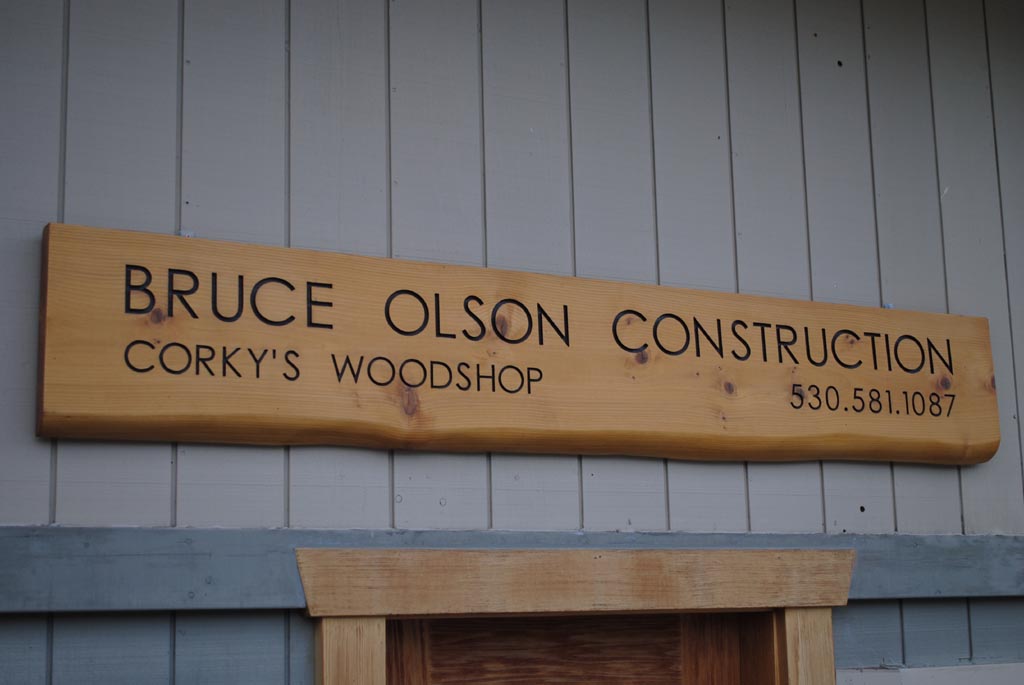 BRUCE OLSON CONSTRUCTION
CORKY'S WOODSHOP
530.581.1087